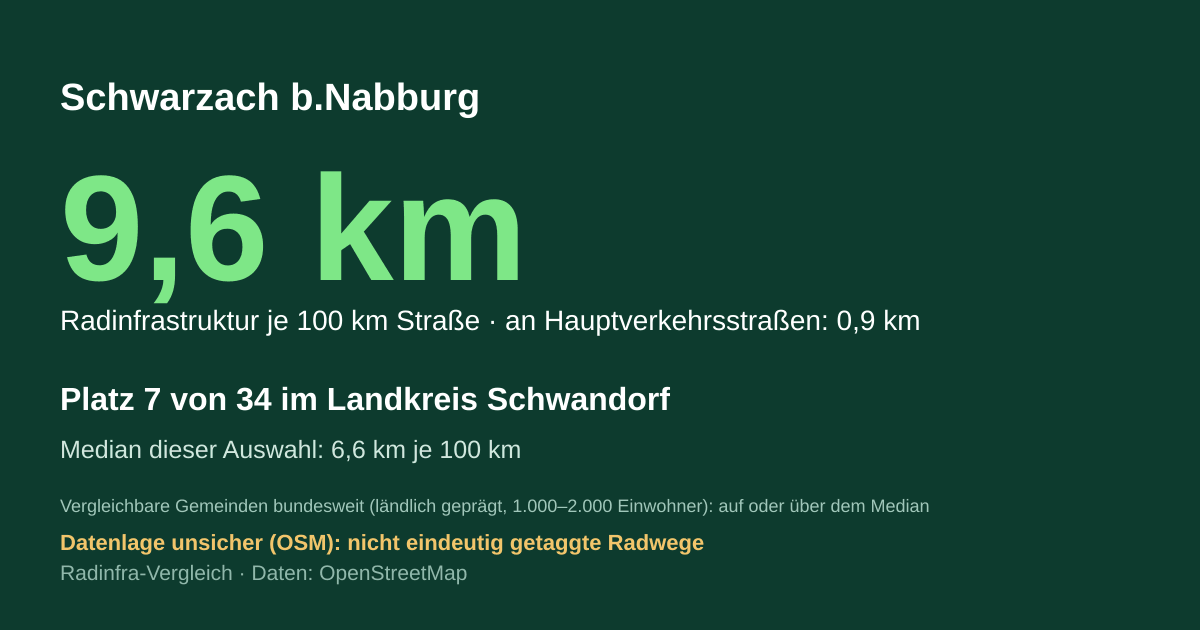 Schwarzach b.Nabburg
9,6 km
Radinfrastruktur je 100 km Straße · an Hauptverkehrsstraßen: 0,9 km
Platz 7 von 34 im Landkreis Schwandorf
Median dieser Auswahl: 6,6 km je 100 km
Vergleichbare Gemeinden bundesweit (ländlich geprägt, 1.000–2.000 Einwohner): auf oder über dem Median
Datenlage unsicher (OSM): nicht eindeutig getaggte Radwege
Radinfra-Vergleich · Daten: OpenStreetMap